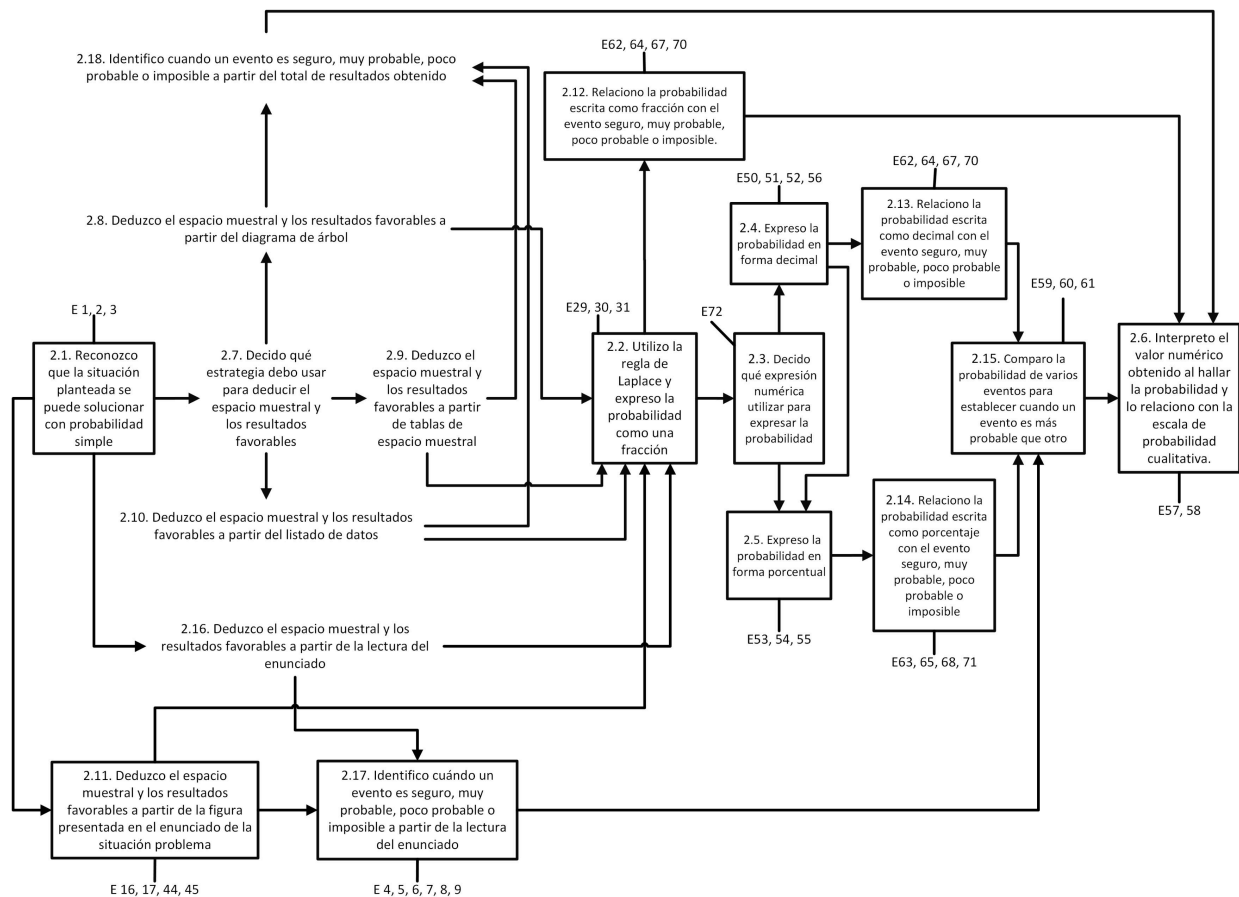 2.18. Identifico cuando un evento es seguro, muy probable, poco
probable o imposible a partir del total de resultados obtenido
E62, 64, 67, 70
2.12. Relaciono la probabilidad
escrita como fracción con el
evento seguro, muy probable,
poco probable o imposible.
2.8. Deduzco el espacio muestral y los resultados favorables a
partir del diagrama de árbol
E50, 51, 52, 56
2.4. Expreso la
probabilidad en
forma decimal
E62, 64, 67, 70
2.13. Relaciono la
probabilidad escrita
como decimal con el
evento seguro, muy
probable, poco probable
o imposible
E 1, 2, 3
2.1. Reconozco
que la situación
planteada se
puede solucionar
con probabilidad
simple
2.7. Decido qué
estrategia debo
usar para deducir el
espacio muestral y
los resultados
favorables
2.9. Deduzco el
espacio muestral y
los resultados
favorables a partir
de tablas de
espacio muestral
E29, 30, 31
2.2. Utilizo la
regla de
Laplace y
expreso la
probabilidad
como una
fracción
E72
2.3. Decido
qué expresión
numérica
utilizar para
expresar la
probabilidad
E59, 60, 61
2.15. Comparo la
probabilidad de varios
eventos para
establecer cuando un
evento es más
probable que otro
2.6. Interpreto el
valor numérico
obtenido al hallar
la probabilidad y
lo relaciono con la
escala de
probabilidad
cualitativa.
E57, 58
2.10. Deduzco el espacio muestral y los resultados
favorables a partir del listado de datos
2.5. Expreso la
probabilidad en
forma porcentual
E53, 54, 55
2.14. Relaciono la
probabilidad escrita
como porcentaje
con el evento
seguro, muy
probable, poco
probable o
imposible
E63, 65, 68, 71
2.16. Deduzco el espacio muestral y los
resultados favorables a partir de la lectura del
enunciado
2.11. Deduzco el espacio
muestral y los resultados
favorables a partir de la figura
presentada en el enunciado de la
situación problema
E 16, 17, 44, 45
2.17. Identifico cuándo un
evento es seguro, muy
probable, poco probable o
imposible a partir de la lectura
del enunciado
E 4, 5, 6, 7, 8, 9